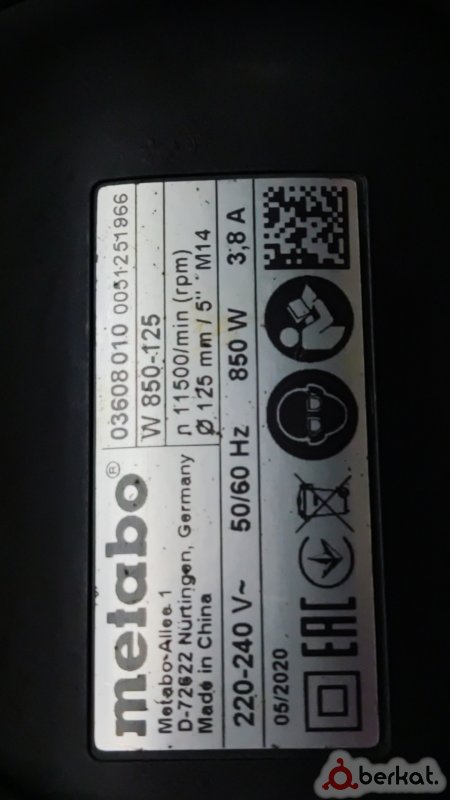 metabo®
Metabo-Allee 1
D-72622 Nürtingen, Germany
Made in China
03608010 0051251966
W 850-125
n 11500/min (rpm)
Ø 125 mm / 5" M14
220-240 V~ 50/60 Hz 850 W 3,8 A
05/2020
EAC
berkat.